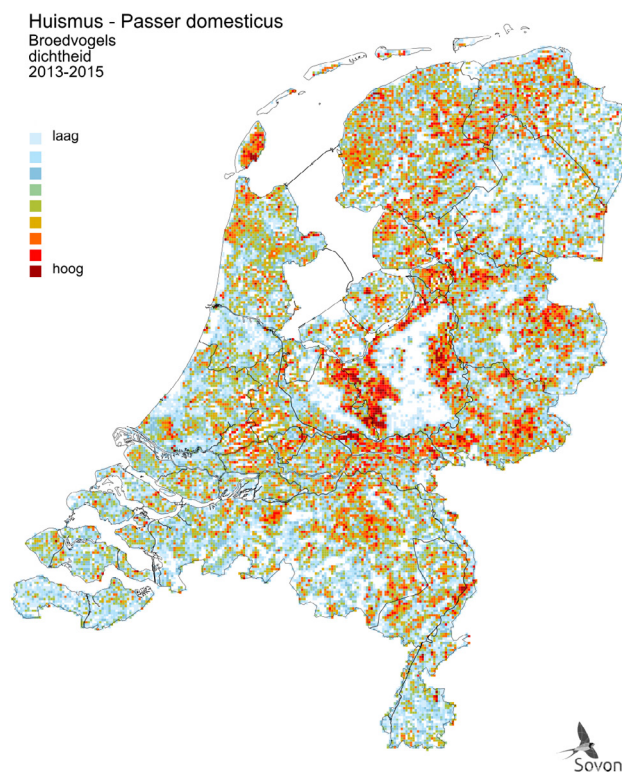 Huismus - Passer domesticus
Broedvogels
dichtheid
2013-2015
laag
hoog
Sovon